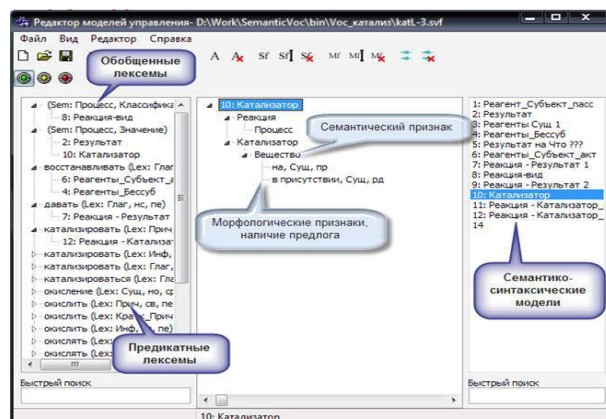 Редактор моделей управления- D:\Work\SemanticVoc\bin\Voc_катализ\katL-3.svf
Файл Вид Редактор Справка
A A Sf Sf Sf Mf Mf Mf
Обобщенные
лексемы
(Sem: Процесс, Классифика
8: Реакция-вид
(Sem: Процесс, Значение)
2: Результат
10: Катализатор
восстанавливать (Lex: Глаг
6: Реагенты_Субъект_а
4: Реагенты_Бессуб
давать (Lex: Глаг, нс, пе)
7: Реакция - Результат
катализировать (Lex: Прич
12: Реакция - Катализа
катализировать (Lex: Инф,
катализировать (Lex: Глаг,
катализироваться (Lex: Гла
окисление (Lex: Сущ, но, ср
окислить (Lex: Прич, св, пе
окислить (Lex: Кратк_Прич
окислить (Lex: Инф,
окислять (Lex:
окислять (Lex:
Предикатные
лексемы
Быстрый поиск
10: Катализатор
Реакция
Процесс
Катализатор
Вещество
на, Сущ, пр
в присутствии, Сущ, рд
Семантический признак
Морфологические признаки,
наличие предлога
1: Реагент_Субъект_пасс
2: Результат
3: Реагенты Сущ 1
4: Реагенты_Бессуб
5: Результат на Что ???
6: Реагенты_Субъект_акт
7: Реакция - Результат 1
8: Реакция-вид
9: Реакция - Результат 2
10: Катализатор
11: Реакция - Катализатор_
12: Реакция - Катализатор_
14
Семантико-
синтаксические
модели
Быстрый поиск
10: Катализатор